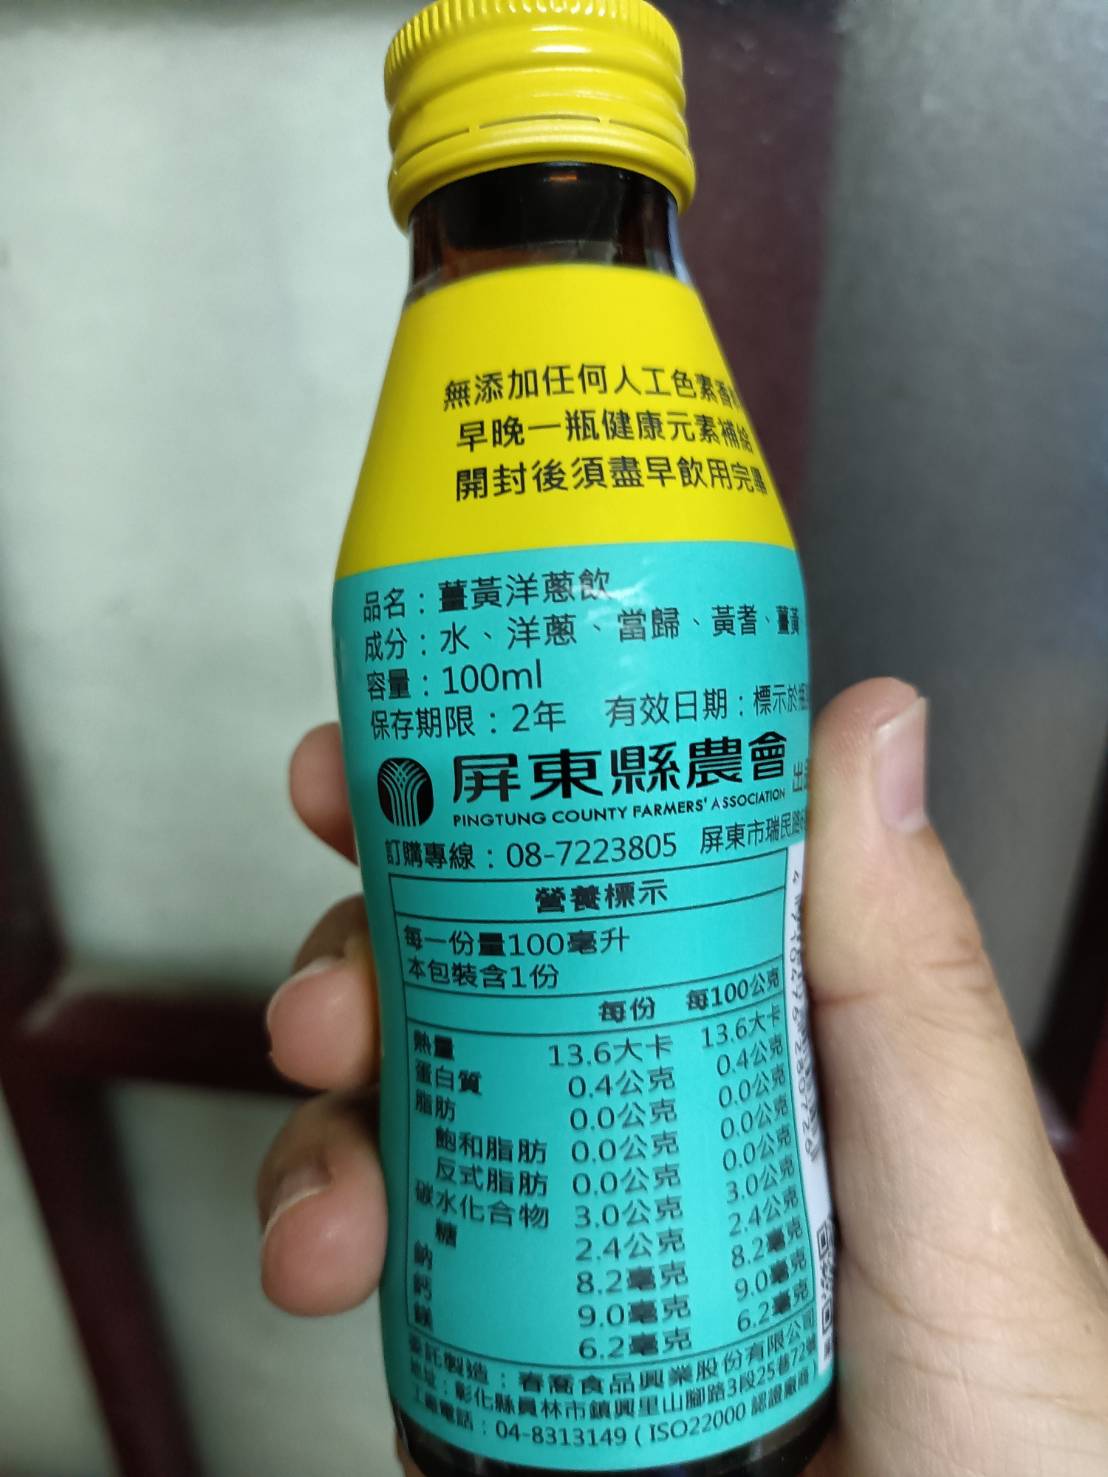 無添加任何人工色素香
早晚一瓶健康元素補給
開封後須盡早飲用完畢
品名：薑黃洋蔥飲
成分：水、洋蔥、當歸、黃耆、薑黃
容量：100ml
保存期限：2年 有效日期：標示於瓶
屏東縣農會 出
PINGTUNG COUNTY FARMERS' ASSOCIATION
訂購專線：08-7223805 屏東市瑞民路
營養標示
每一份量100毫升
本包裝含1份
每份 每100公克
熱量 13.6大卡 13.6大卡
蛋白質 0.4公克 0.4公克
脂肪 0.0公克 0.0公克
飽和脂肪 0.0公克 0.0公克
反式脂肪 0.0公克 0.0公克
碳水化合物 3.0公克 3.0公克
糖 2.4公克 2.4公克
鈉 8.2毫克 8.2毫克
鈣 9.0毫克 9.0毫克
鎂 6.2毫克 6.2毫克
委託製造：春喬食品興業股份有限公司
地址：彰化縣員林市鎮興里山腳路3段25巷72號
工廠電話：04-8313149 ( ISO22000 認證廠商 )